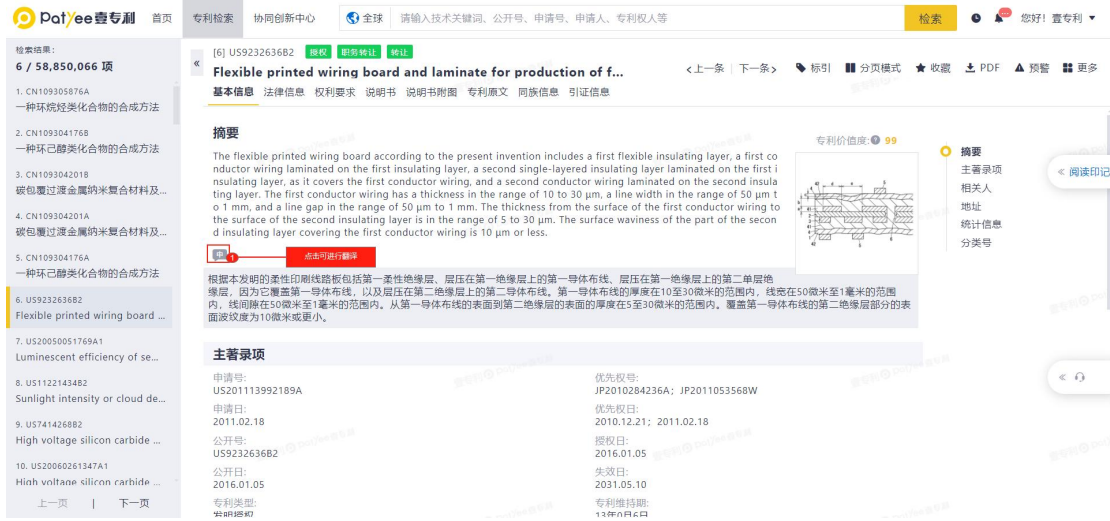 Patyee壹专利 首页 专利检索 协同创新中心 全球 请输入技术关键词、公开号、申请号、申请人、专利权人等 检索 您好！壹专利
检索结果:
6 / 58,850,066 项
1. CN109305876A
一种环烷烃类化合物的合成方法
2. CN109304176B
一种环己醇类化合物的合成方法
3. CN109304201B
碳包覆过渡金属纳米复合材料及...
4. CN109304201A
碳包覆过渡金属纳米复合材料及...
5. CN109304176A
一种环己醇类化合物的合成方法
6. US9232636B2
Flexible printed wiring board ...
7. US20050051769A1
Luminescent efficiency of se...
8. US11221434B2
Sunlight intensity or cloud de...
9. US7414268B2
High voltage silicon carbide ...
10. US20060261347A1
High voltage silicon carbide ...
上一页 | 下一页
«
[6] US9232636B2 授权 职务转让 转让
Flexible printed wiring board and laminate for production of f...
<上一条 | 下一条> 标引 分页模式 收藏 PDF 预警 更多
基本信息 法律信息 权利要求 说明书 说明书附图 专利原文 同族信息 引证信息
摘要
The flexible printed wiring board according to the present invention includes a first flexible insulating layer, a first co
nductor wiring laminated on the first insulating layer, a second single-layered insulating layer laminated on the first i
nsulating layer, as it covers the first conductor wiring, and a second conductor wiring laminated on the second insula
ting layer. The first conductor wiring has a thickness in the range of 10 to 30 μm, a line width in the range of 50 μm t
o 1 mm, and a line gap in the range of 50 μm to 1 mm. The thickness from the surface of the first conductor wiring to
the surface of the second insulating layer is in the range of 5 to 30 μm. The surface waviness of the part of the secon
d insulating layer covering the first conductor wiring is 10 μm or less.
中 1 点击可进行翻译
根据本发明的柔性印刷线路板包括第一柔性绝缘层、层压在第一绝缘层上的第一导体布线、层压在第一绝缘层上的第二单层绝
缘层，因为它覆盖第一导体布线，以及层压在第二绝缘层上的第二导体布线。第一导体布线的厚度在10至30微米的范围内，线宽在50微米至1毫米的范围
内，线间隙在50微米至1毫米的范围内。从第一导体布线的表面到第二绝缘层的表面的厚度在5至30微米的范围内。覆盖第一导体布线的第二绝缘层部分的表
面波纹度为10微米或更小。
专利价值度: 99
摘要
主著录项
相关人
地址
统计信息
分类号
« 阅读印记
主著录项
申请号:
US201113992189A
优先权号:
JP2010284236A; JP2011053568W
申请日:
2011.02.18
优先权日:
2010.12.21; 2011.02.18
公开号:
US9232636B2
授权日:
2016.01.05
公开日:
2016.01.05
失效日:
2031.05.10
专利类型:
发明授权
专利维持期:
13年0月6日